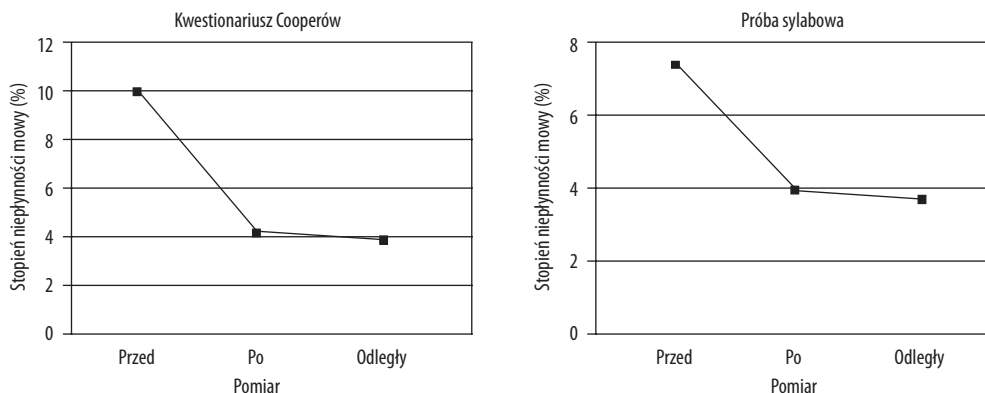 Kwestionariusz Cooperów
Stopień niepłynności mowy (%)
12
10
8
6
4
2
0
Przed Po Odległy
Pomiar
Próba sylabowa
Stopień niepłynności mowy (%)
8
6
4
2
0
Przed Po Odległy
Pomiar